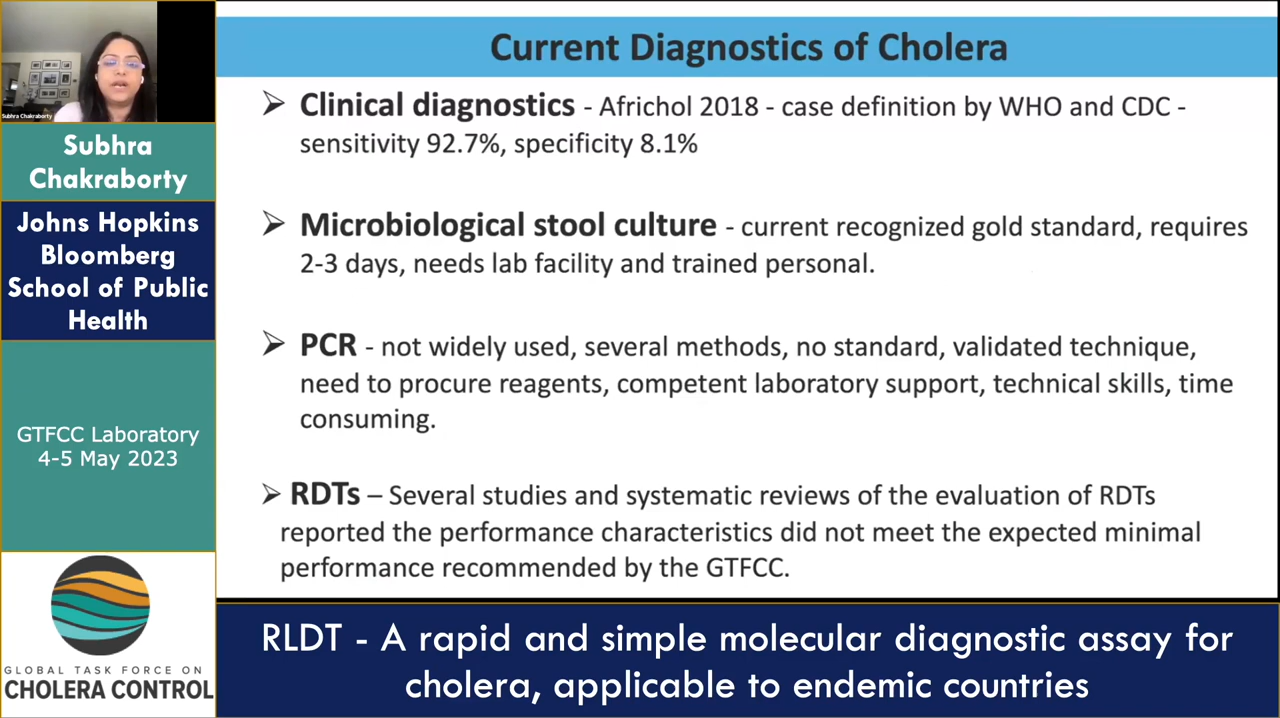 Subhra Chakraborty
Subhra
Chakraborty
Johns Hopkins
Bloomberg
School of Public
Health
GTFCC Laboratory
4-5 May 2023
GLOBAL TASK FORCE ON
CHOLERA CONTROL
Current Diagnostics of Cholera
➢ Clinical diagnostics - Africhol 2018 - case definition by WHO and CDC -
sensitivity 92.7%, specificity 8.1%
➢ Microbiological stool culture - current recognized gold standard, requires
2-3 days, needs lab facility and trained personal.
➢ PCR - not widely used, several methods, no standard, validated technique,
need to procure reagents, competent laboratory support, technical skills, time
consuming.
➢ RDTs – Several studies and systematic reviews of the evaluation of RDTs
reported the performance characteristics did not meet the expected minimal
performance recommended by the GTFCC.
RLDT - A rapid and simple molecular diagnostic assay for
cholera, applicable to endemic countries